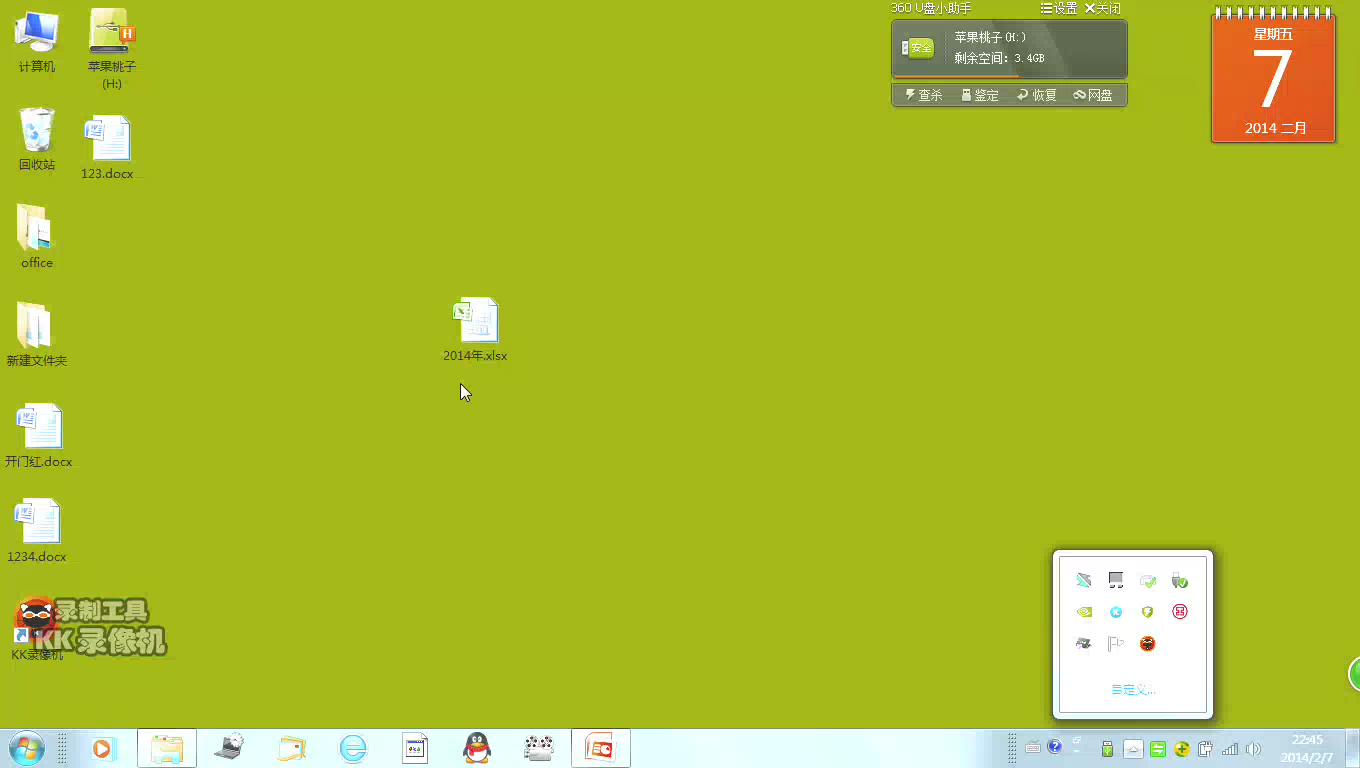 计算机
苹果桃子
(H:)
回收站
123.docx
office
新建文件夹
开门红.docx
1234.docx
录制工具
KK 录像机
KK录像机
2014年.xlsx
360 U盘小助手
设置
关闭
安全
苹果桃子(H:)
剩余空间: 3.4GB
查杀
鉴定
恢复
网盘
星期五
7
2014 二月
自定义...
22:45
2014/2/7